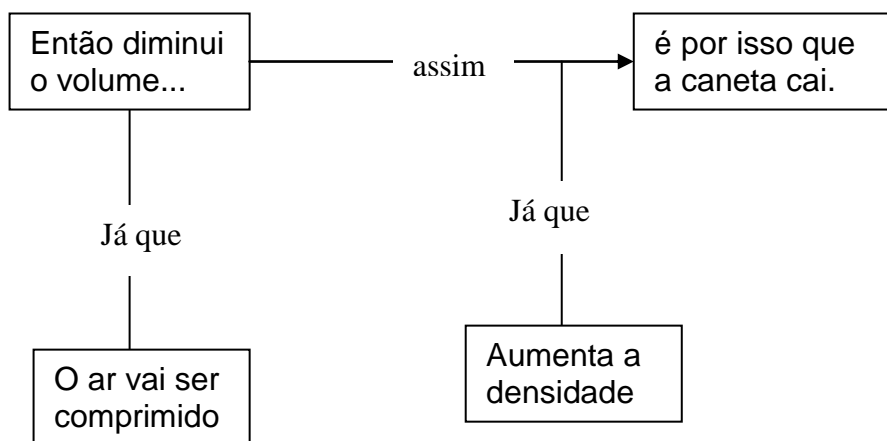 Então diminui
o volume...
assim
é por isso que
a caneta cai.
Já que
Já que
O ar vai ser
comprimido
Aumenta a
densidade